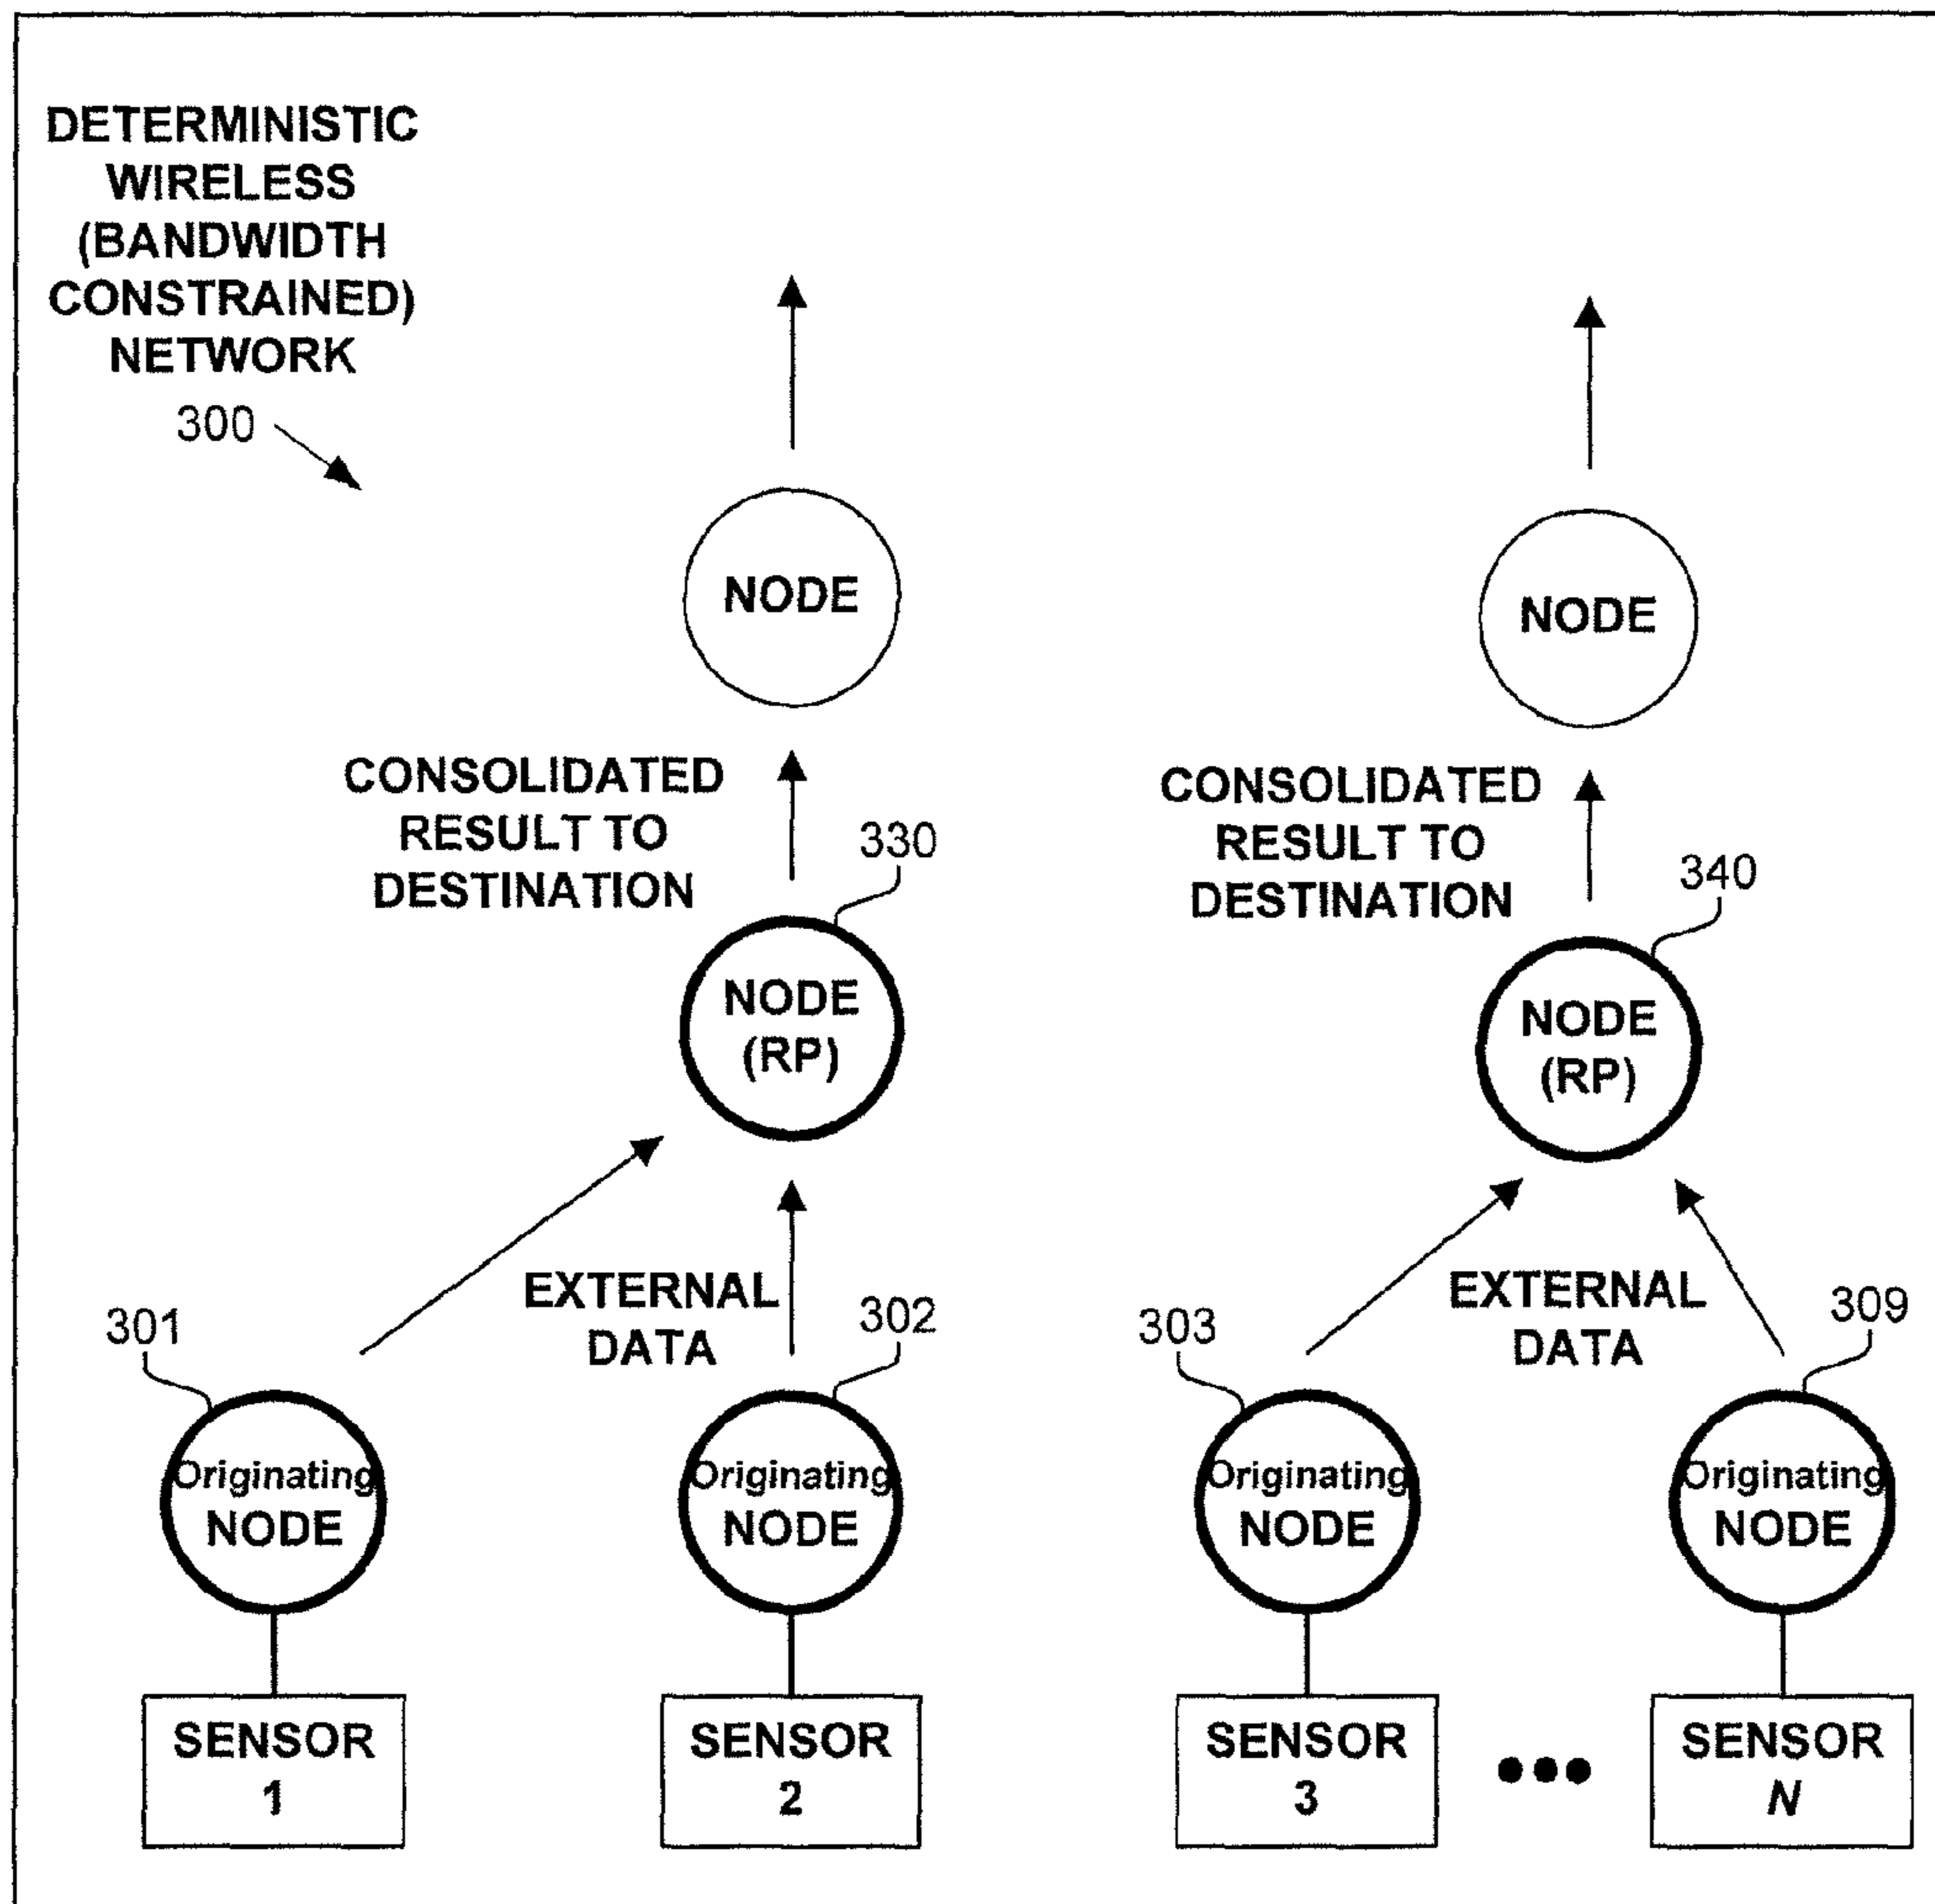 DETERMINISTIC
WIRELESS
(BANDWIDTH
CONSTRAINED)
NETWORK
300
NODE
NODE
CONSOLIDATED
RESULT TO
DESTINATION
330
CONSOLIDATED
RESULT TO
DESTINATION
340
NODE
(RP)
NODE
(RP)
EXTERNAL
DATA
EXTERNAL
DATA
301
302
303
309
Originating
NODE
Originating
NODE
Originating
NODE
Originating
NODE
SENSOR
1
SENSOR
2
SENSOR
3
•••
SENSOR
N